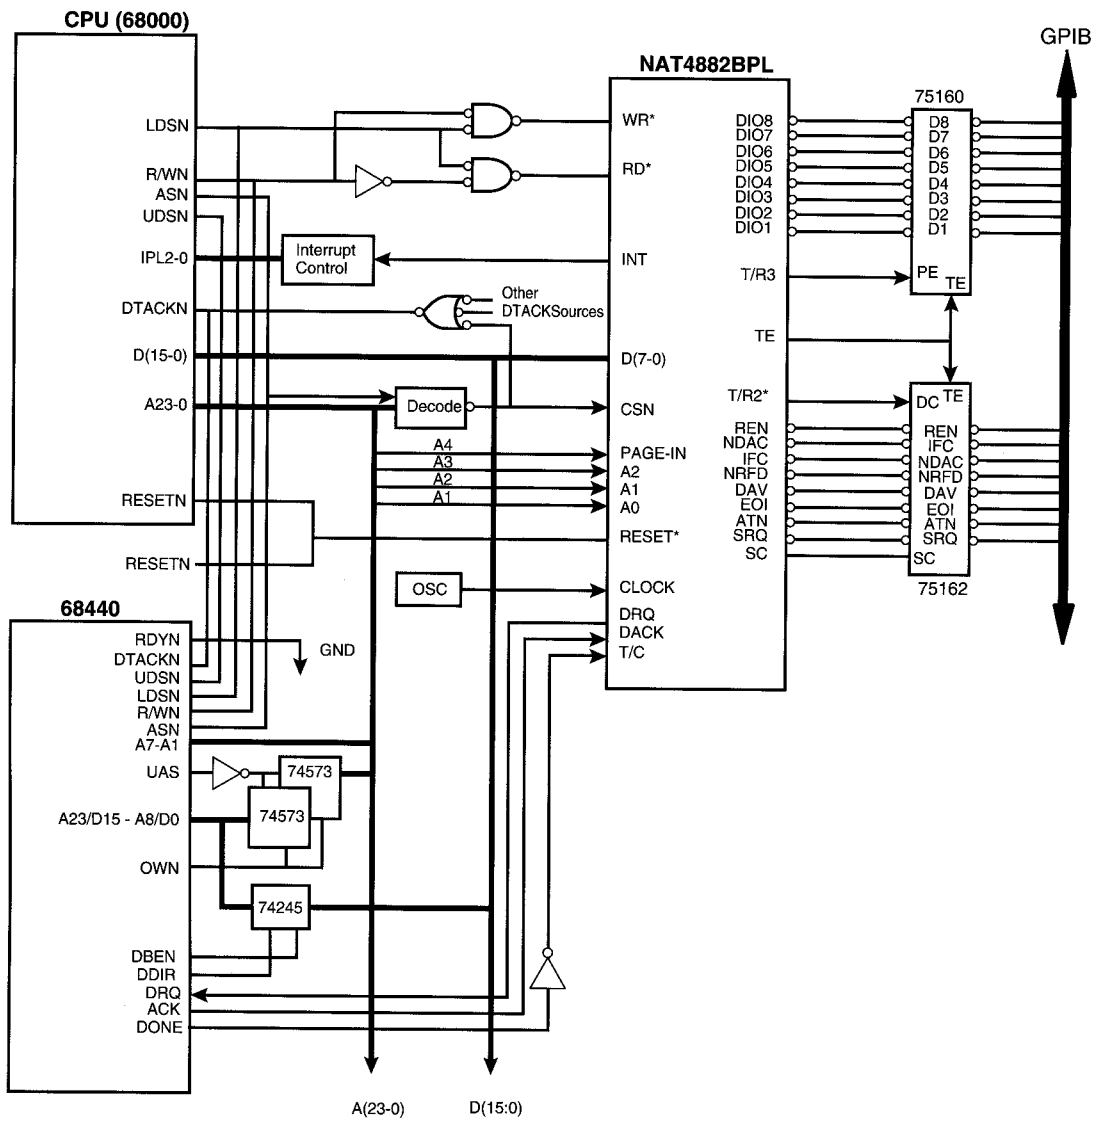 CPU (68000)
LDSN
R/WN
ASN
UDSN
IPL2-0
DTACKN
D(15-0)
A23-0
RESETN
RESETN
Interrupt
Control
Other
DTACKSources
Decode
A4
A3
A2
A1
OSC
NAT4882BPL
WR*
RD*
INT
D(7-0)
CSN
PAGE-IN
A2
A1
A0
RESET*
CLOCK
DRQ
DACK
T/C
DIO8
DIO7
DIO6
DIO5
DIO4
DIO3
DIO2
DIO1
T/R3
TE
T/R2*
REN
NDAC
IFC
NRFD
DAV
EOI
ATN
SRQ
SC
75160
D8
D7
D6
D5
D4
D3
D2
D1
PE
TE
DC
TE
REN
IFC
NDAC
NRFD
DAV
EOI
ATN
SRQ
SC
75162
GPIB
68440
RDYN
DTACKN
UDSN
LDSN
R/WN
ASN
A7-A1
UAS
A23/D15 - A8/D0
OWN
DBEN
DDIR
DRQ
ACK
DONE
GND
74573
74573
74245
A(23-0)
D(15:0)